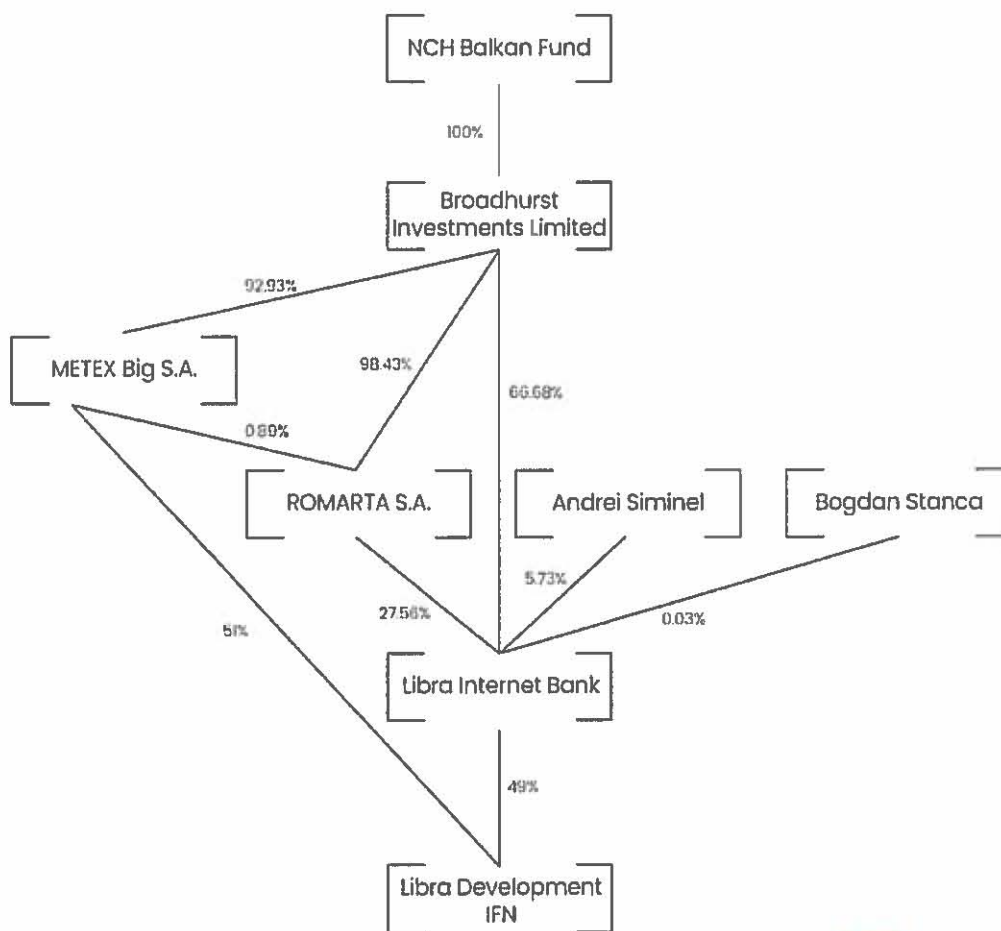 NCH Balkan Fund
100%
Broadhurst
Investments Limited
92.93%
METEX Big S.A.
98.43%
66.68%
0.89%
ROMARTA S.A.
Andrei Siminel
Bogdan Stanca
5.73%
27.56%
0.03%
51%
Libra Internet Bank
49%
Libra Development
IFN